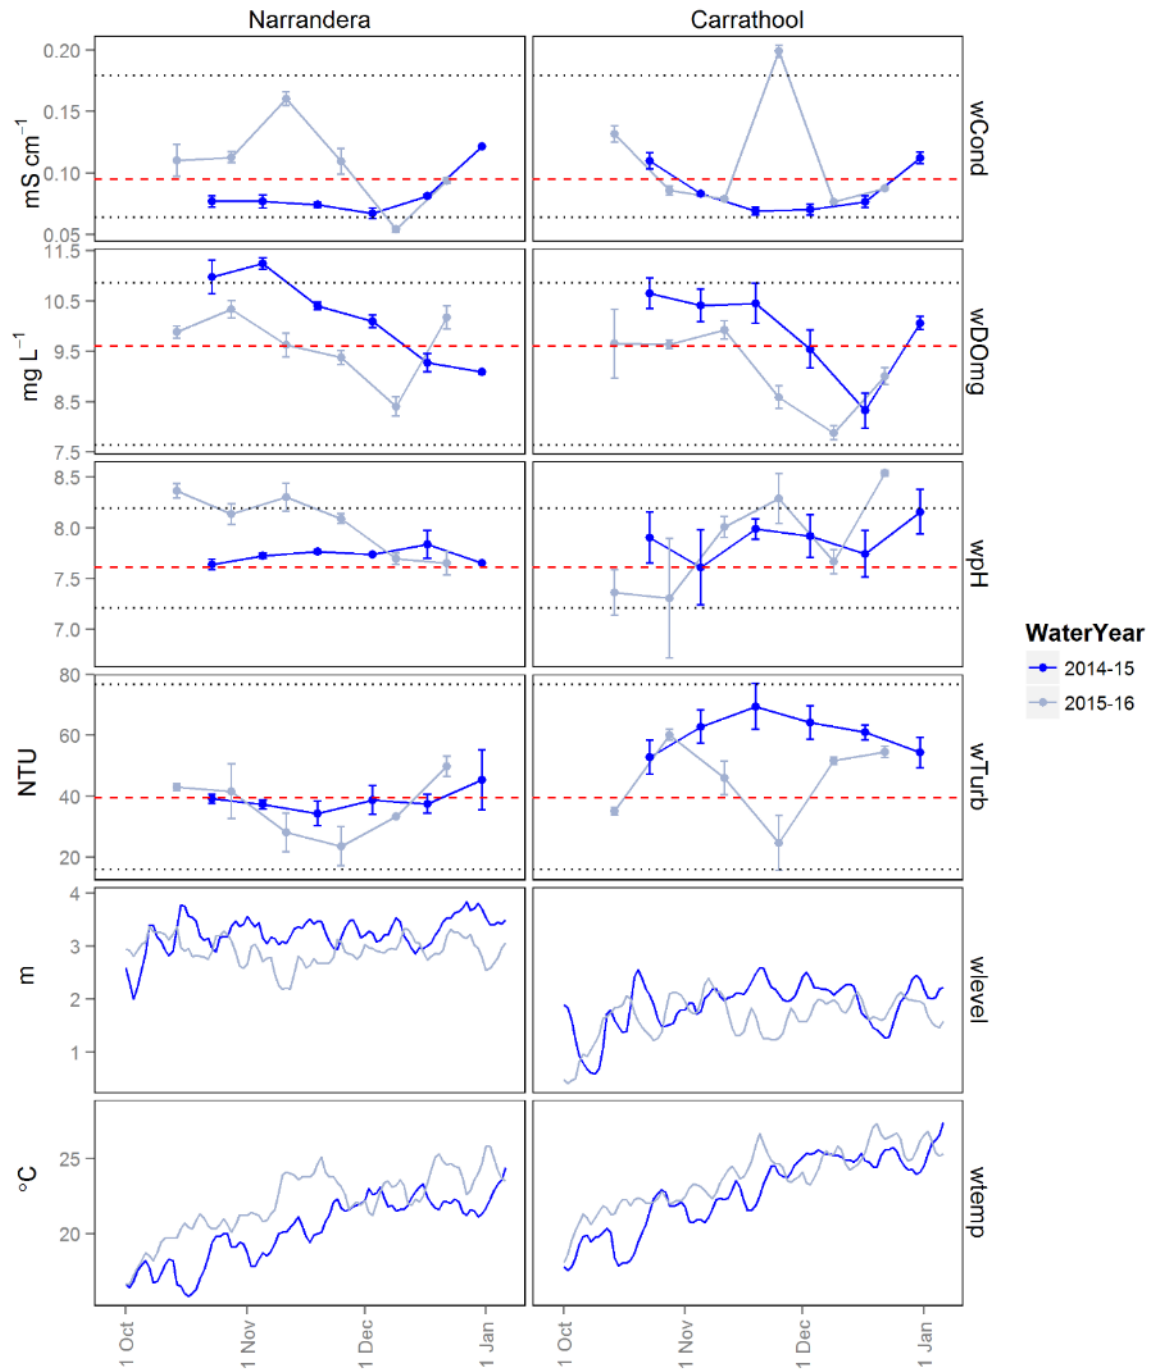 Narrandera Carrathool
0.20
0.15
0.10
0.05
mS cm⁻¹
wCond
11.5
10.5
9.5
8.5
7.5
mg L⁻¹
wDOmg
8.5
8.0
7.5
7.0
wpH
80
60
40
20
NTU
wTurb
4
3
2
1
m
wlevel
25
20
°C
wtemp
1 Oct
1 Nov
1 Dec
1 Jan
1 Oct
1 Nov
1 Dec
1 Jan
WaterYear
2014-15
2015-16